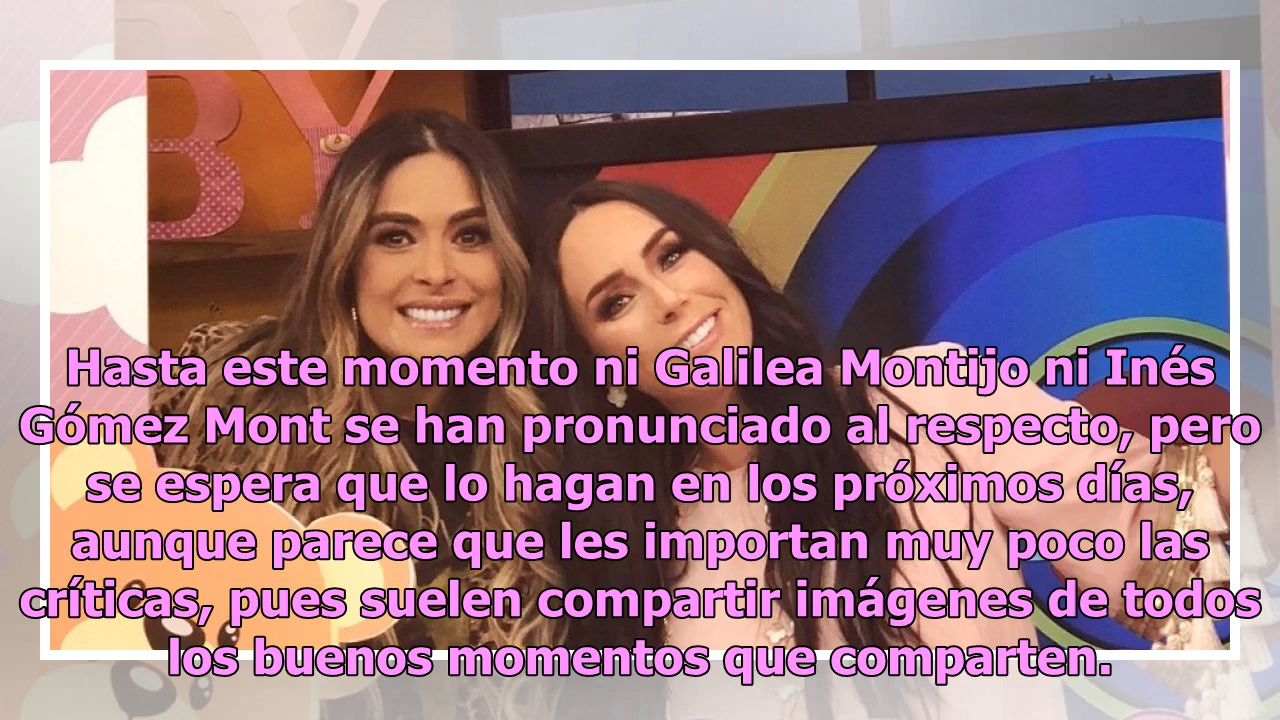 BY
Hasta este momento ni Galilea Montijo ni Inés
Gómez Mont se han pronunciado al respecto, pero
se espera que lo hagan en los próximos días,
aunque parece que les importan muy poco las
críticas, pues suelen compartir imágenes de todos
los buenos momentos que comparten.